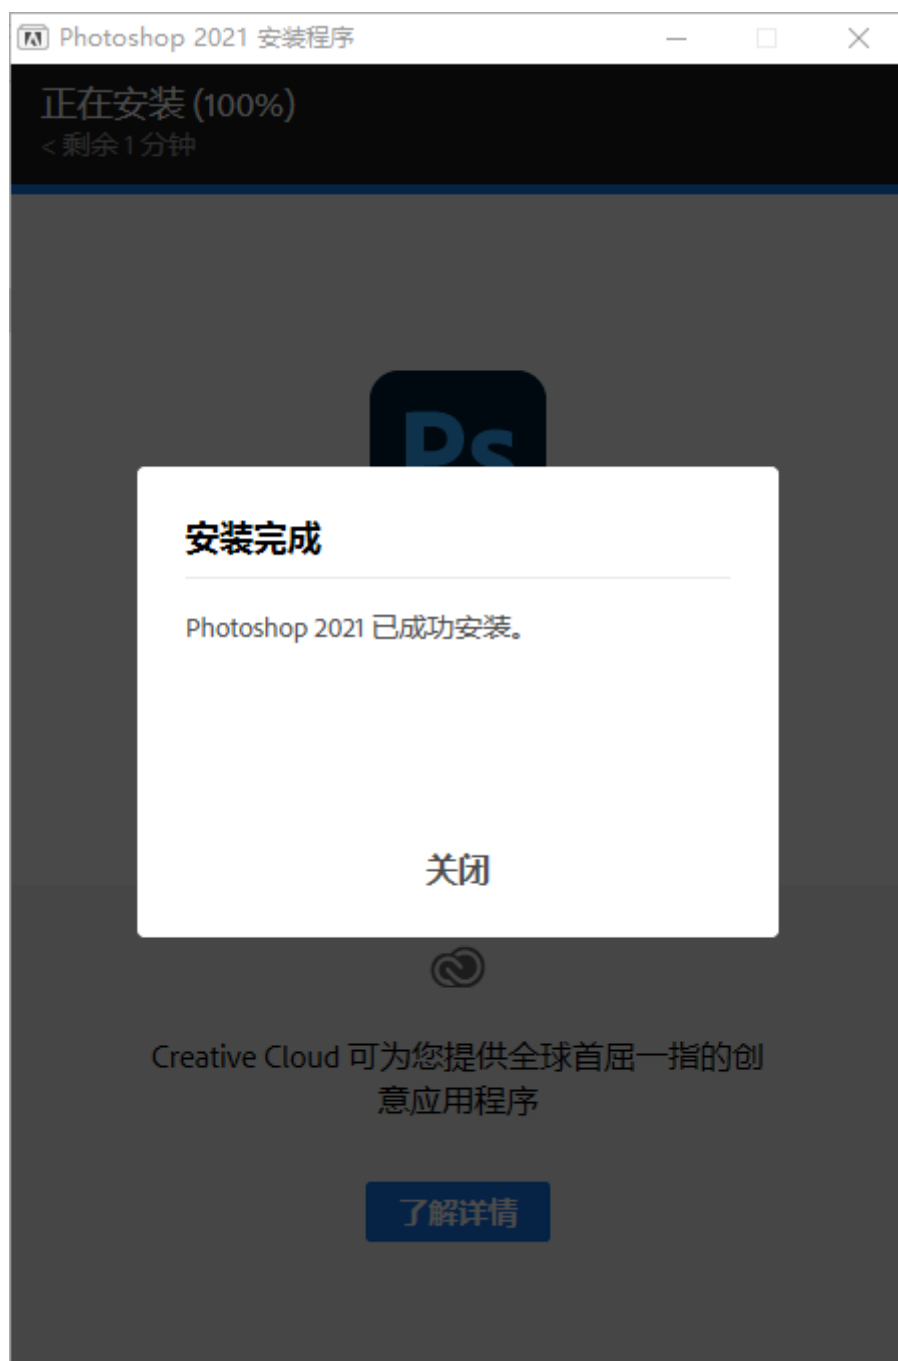 Photoshop 2021 安装程序
正在安装 (100%)
< 剩余 1 分钟
Ps
安装完成
Photoshop 2021 已成功安装。
关闭
Creative Cloud 可为您提供全球首屈一指的创
意应用程序
了解详情